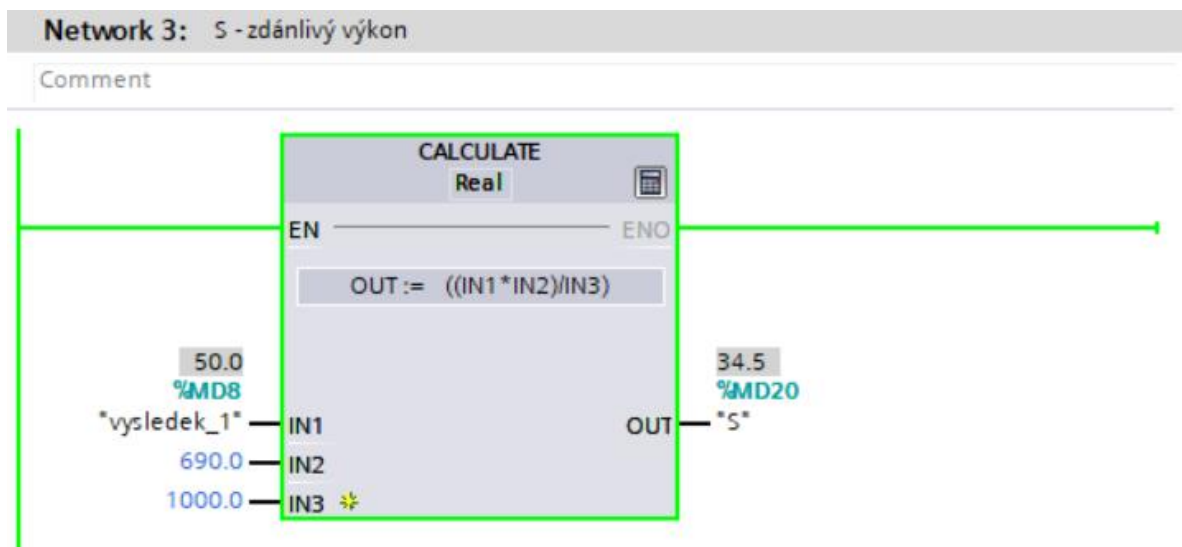 Network 3: S - zdánlivý výkon
Comment
CALCULATE
Real
EN ENO
OUT := ((IN1*IN2)/IN3)
50.0
%MD8
"vysledek_1"
IN1
690.0
IN2
1000.0
IN3
34.5
%MD20
OUT
"S"